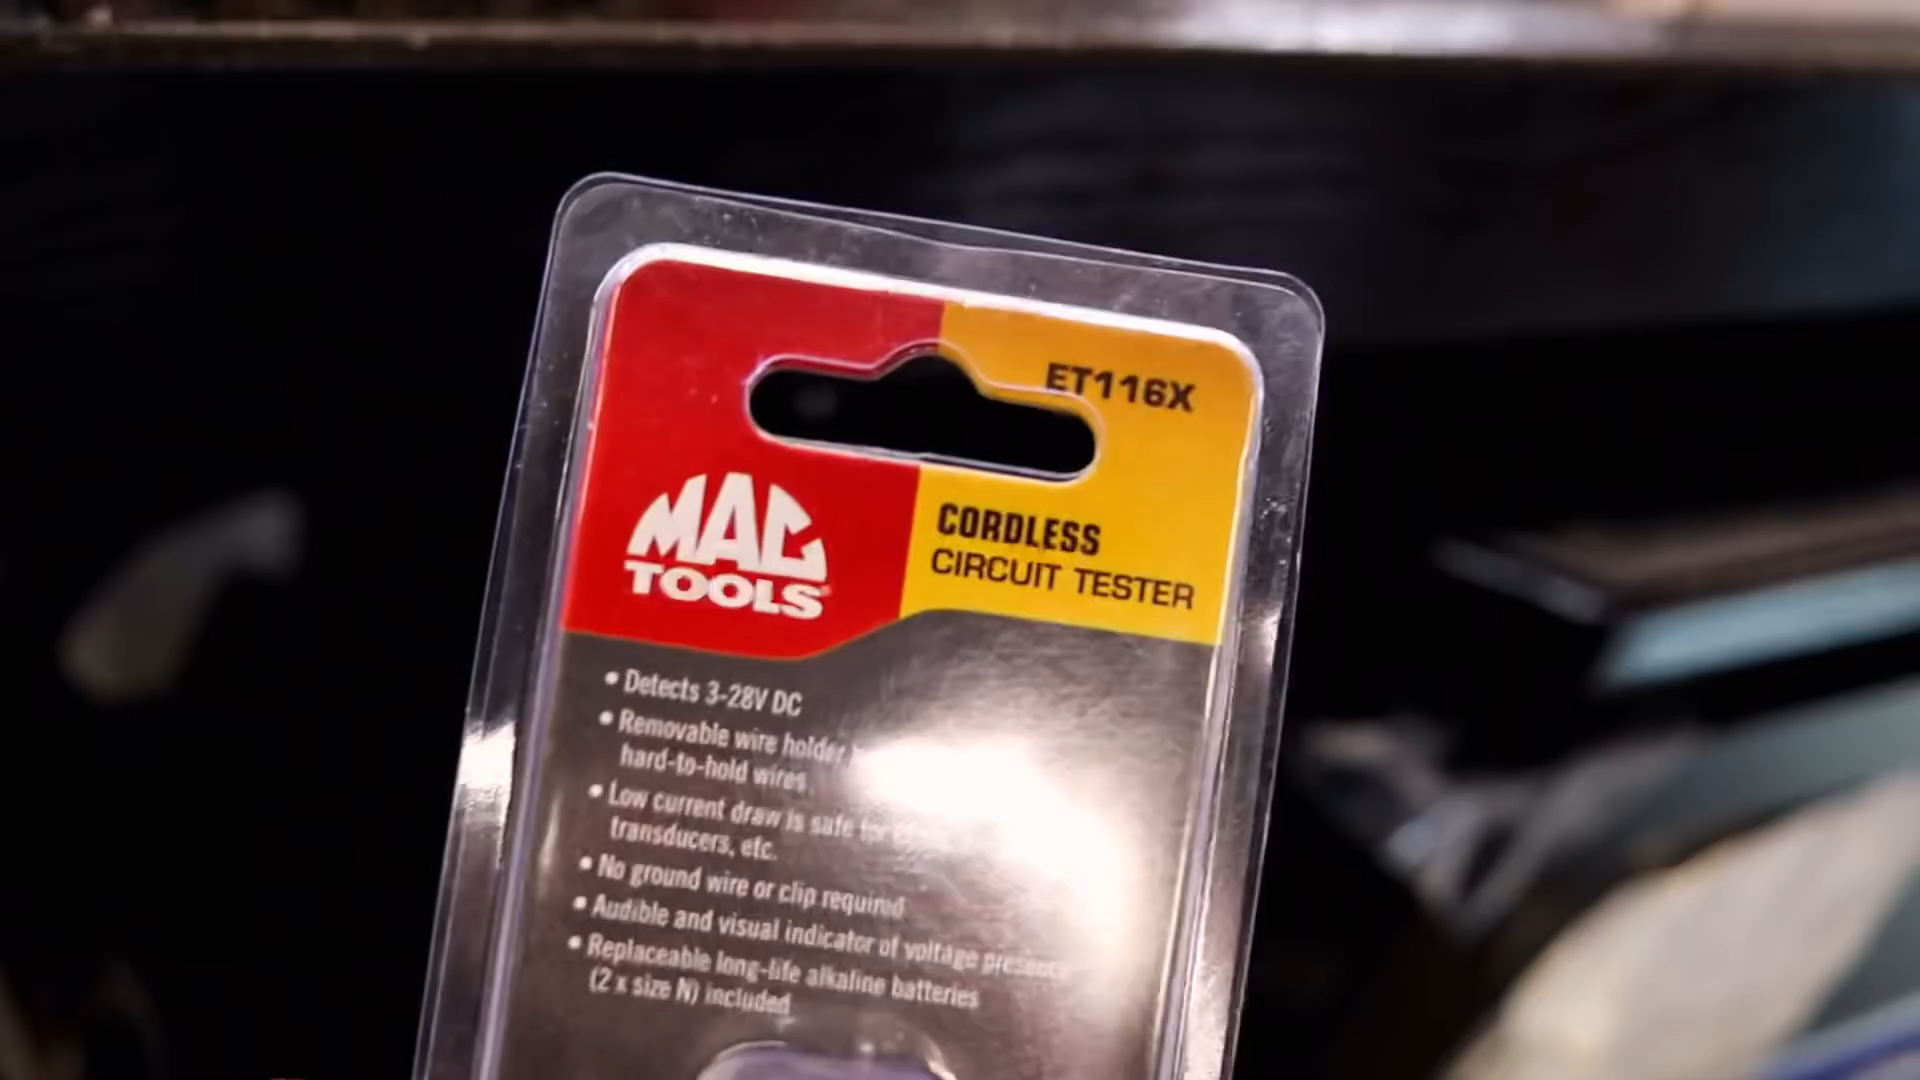 ET116X
MAC
TOOLS
CORDLESS
CIRCUIT TESTER
• Detects 3-28V DC
• Removable wire holder
hard-to-hold wires
• Low current draw is safe for
transducers, etc.
• No ground wire or clip required
• Audible and visual indicator of voltage presence
• Replaceable long-life alkaline batteries
(2 x size N) included